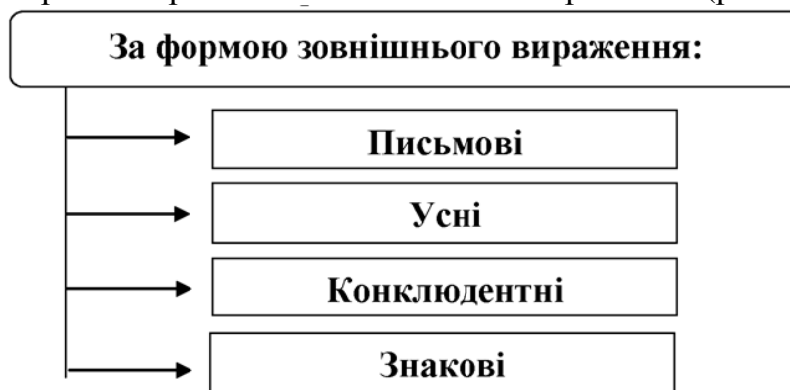 За формою зовнішнього вираження:
Письмові
Усні
Конклюдентні
Знакові